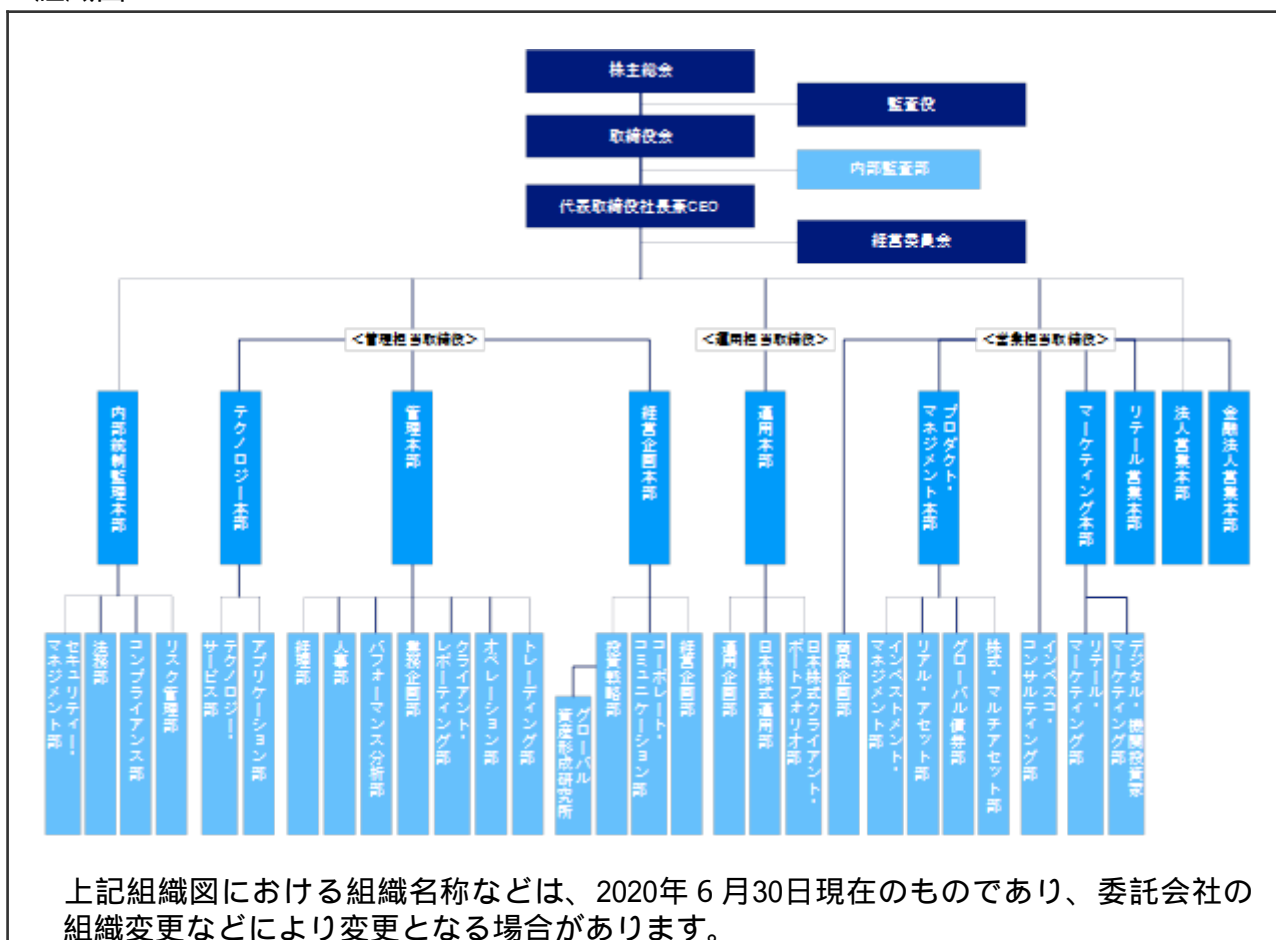 株主総会
監査役
取締役会
内部監査部
代表取締役社長兼CEO
経営委員会
<管理担当取締役>
<運用担当取締役>
<営業担当取締役>
内部統制監理本部
テクノロジー本部
管理本部
経営企画本部
運用本部
プロダクト・
マネジメント本部
マーケティング本部
リテール営業本部
法人営業本部
金融法人営業本部
セキュリティー・
マネジメント部
法務部
コンプライアンス部
リスク管理部
テクノロジー・
サービス部
アプリケーション部
経理部
人事部
パフォーマンス分析部
業務企画部
クライアント・
レポーティング部
オペレーション部
トレーディング部
グローバル
資産形成研究所
投資戦略部
コーポレート・
コミュニケーション部
経営企画部
運用企画部
日本株式運用部
日本株式クライアント・
ポートフォリオ部
商品企画部
インベストメント・
マネジメント部
リアル・アセット部
グローバル債券部
株式・マルチアセット部
インベスコ・
コンサルティング部
リテール・
マーケティング部
デジタル・機関投資家
マーケティング部
上記組織図における組織名称などは、2020年6月30日現在のものであり、委託会社の
組織変更などにより変更となる場合があります。